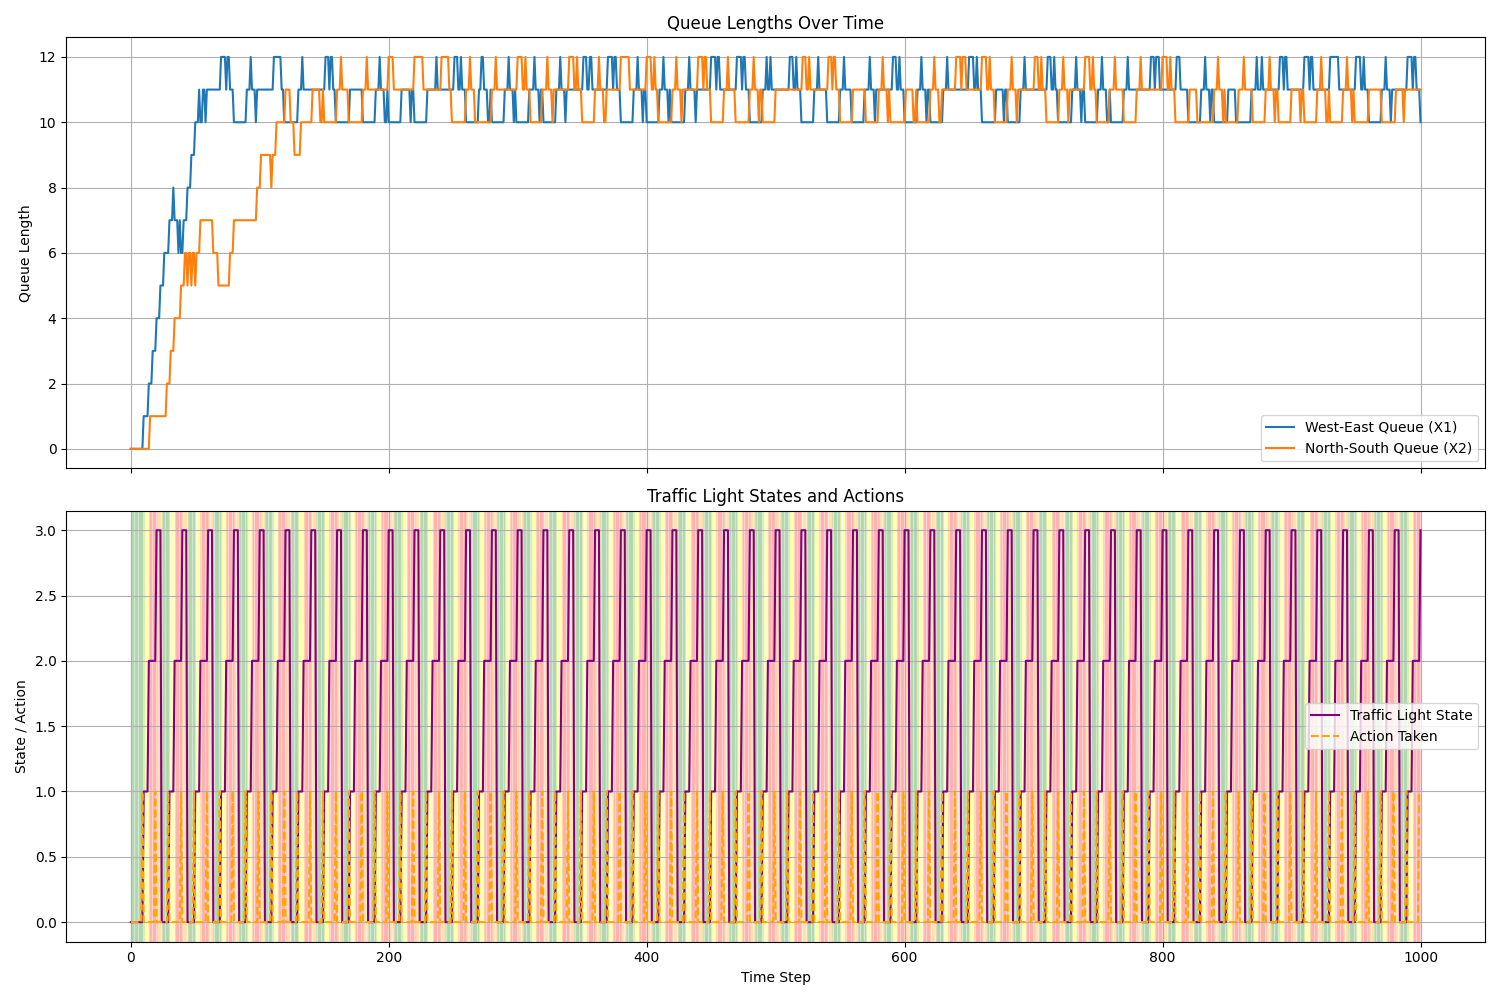 Queue Lengths Over Time
12
10
8
6
4
2
0
Queue Length
West-East Queue (X1)
North-South Queue (X2)
Traffic Light States and Actions
3.0
2.5
2.0
1.5
1.0
0.5
0.0
State / Action
Traffic Light State
Action Taken
0
200
400
600
800
1000
Time Step